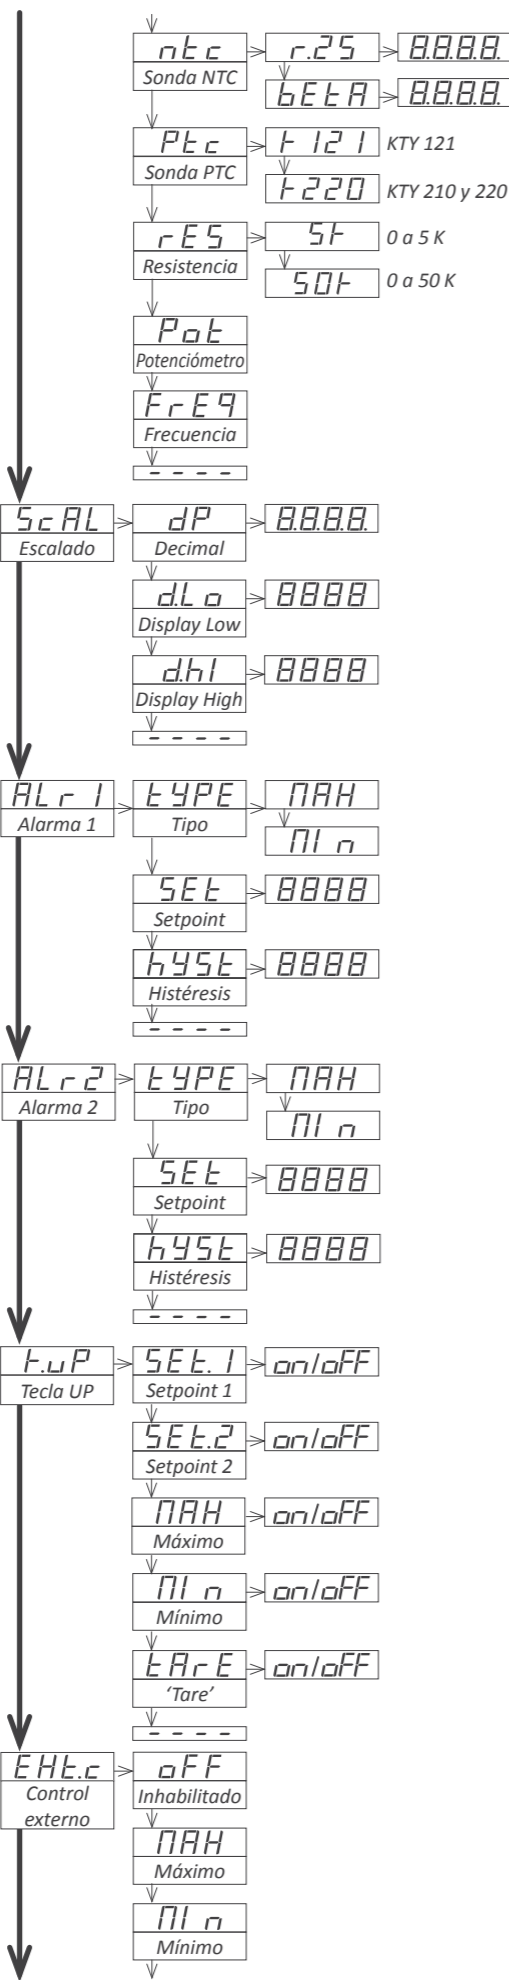 ntc r.25 8.8.8.8.
Sonda NTC
bEtA 8.8.8.8.
Ptc k121 KTY 121
Sonda PTC
k220 KTY 210 y 220
rES 5k 0 a 5 K
Resistencia
50k 0 a 50 K
Pot
Potenciómetro
FrEq
Frecuencia
- - - -
ScAL dP 8.8.8.8.
Escalado Decimal
d.Lo 8888
Display Low
d.hI 8888
Display High
- - - -
ALr1 tYPE MAH
Alarma 1 Tipo
MIn
SEt 8888
Setpoint
hYSt 8888
Histéresis
- - - -
ALr2 tYPE MAH
Alarma 2 Tipo
MIn
SEt 8888
Setpoint
hYSt 8888
Histéresis
- - - -
k.uP SEt.1 on/oFF
Tecla UP Setpoint 1
SEt.2 on/oFF
Setpoint 2
MAH on/oFF
Máximo
MIn on/oFF
Mínimo
tArE on/oFF
‘Tare’
- - - -
EHt.c oFF
Control Inhabilitado
externo
MAH
Máximo
MIn
Mínimo